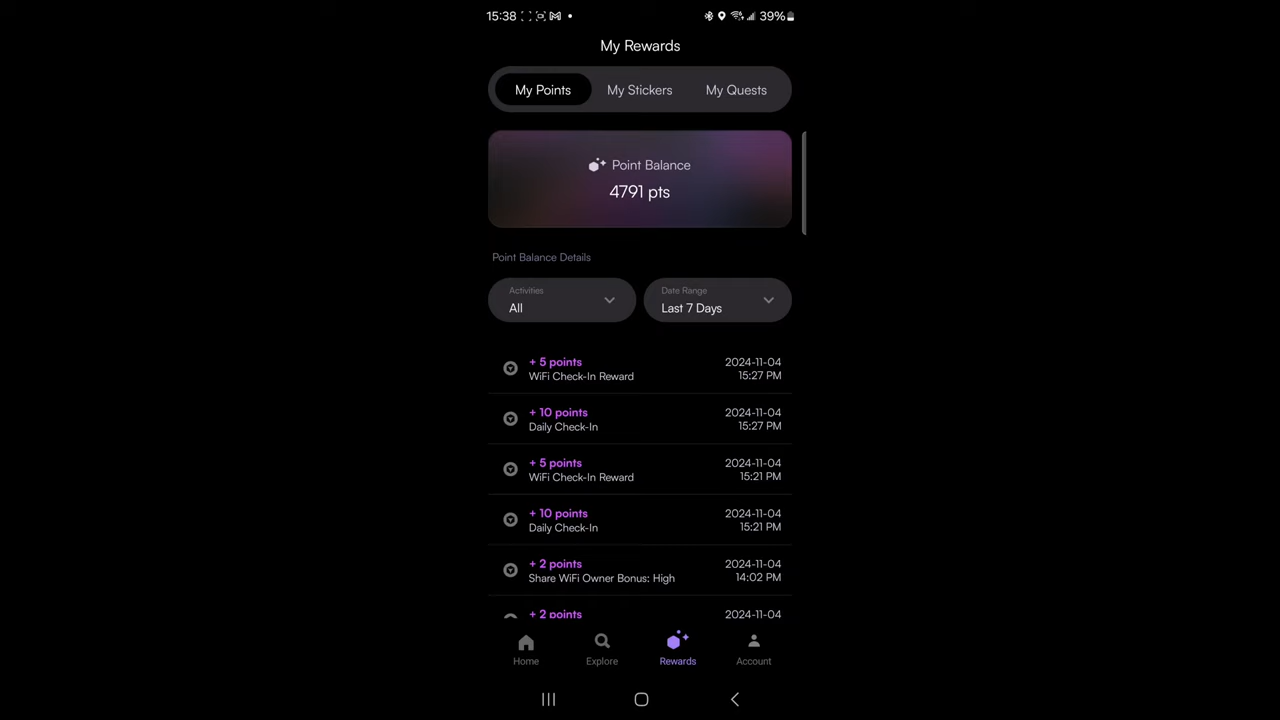 15:38
39%
My Rewards
My Points My Stickers My Quests
Point Balance
4791 pts
Point Balance Details
Activities
All
Date Range
Last 7 Days
+ 5 points
WiFi Check-In Reward
2024-11-04
15:27 PM
+ 10 points
Daily Check-In
2024-11-04
15:27 PM
+ 5 points
WiFi Check-In Reward
2024-11-04
15:21 PM
+ 10 points
Daily Check-In
2024-11-04
15:21 PM
+ 2 points
Share WiFi Owner Bonus: High
2024-11-04
14:02 PM
+ 2 points
2024-11-04
Home Explore Rewards Account